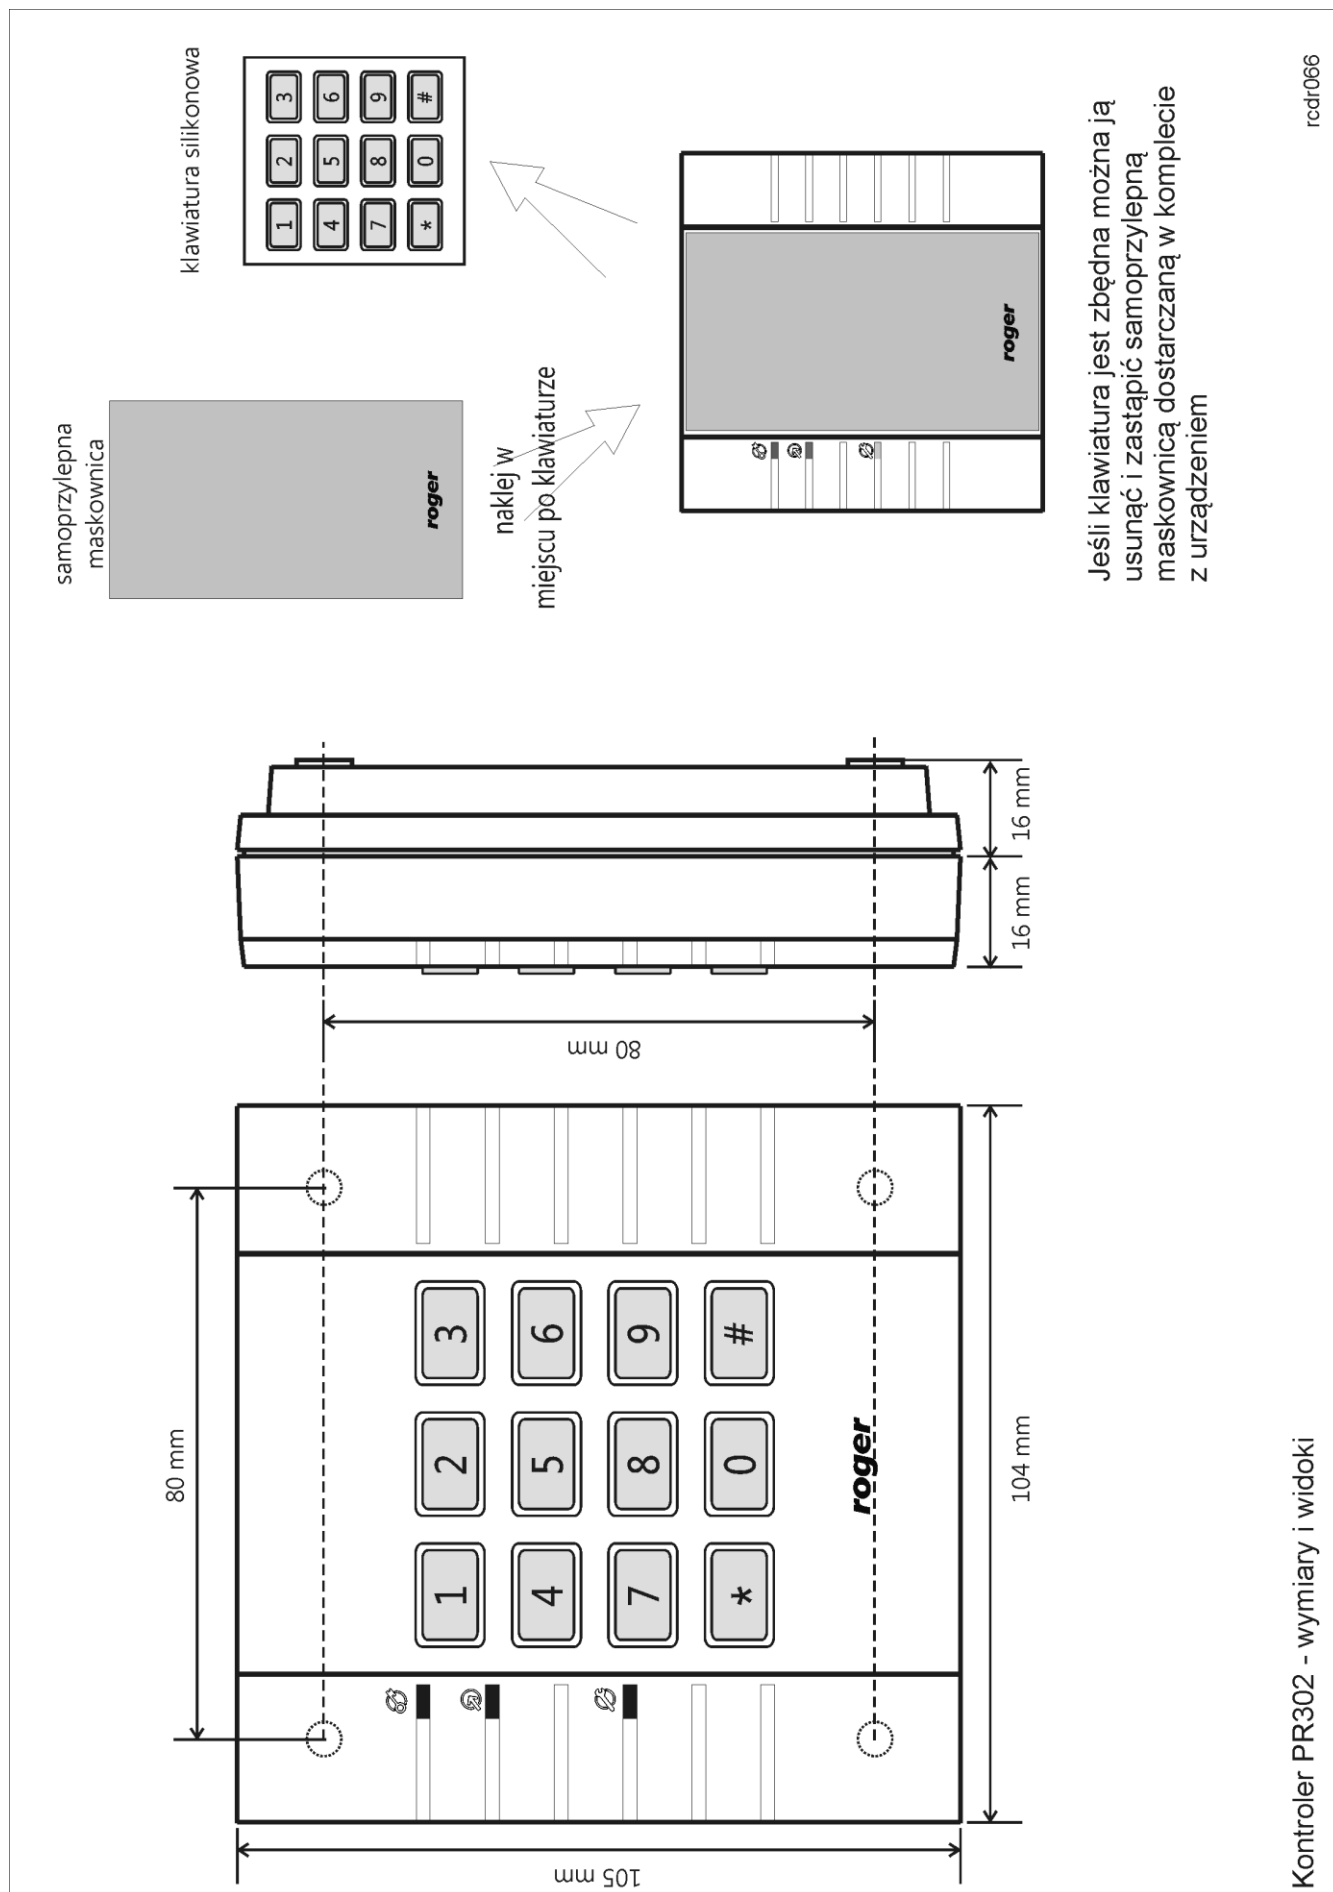 105 mm
80 mm
104 mm
1
2
3
4
5
6
7
8
9
*
0
#
roger
80 mm
16 mm
16 mm
samoprzylepna
maskownica
roger
klawiatura silikonowa
1
2
3
4
5
6
7
8
9
*
0
#
naklej w
miejscu po klawiaturze
roger
Jeśli klawiatura jest zbędna można ją
usunąć i zastąpić samoprzylepną
maskownicą dostarczaną w komplecie
z urządzeniem
Kontroler PR302 - wymiary i widoki
rcdr066